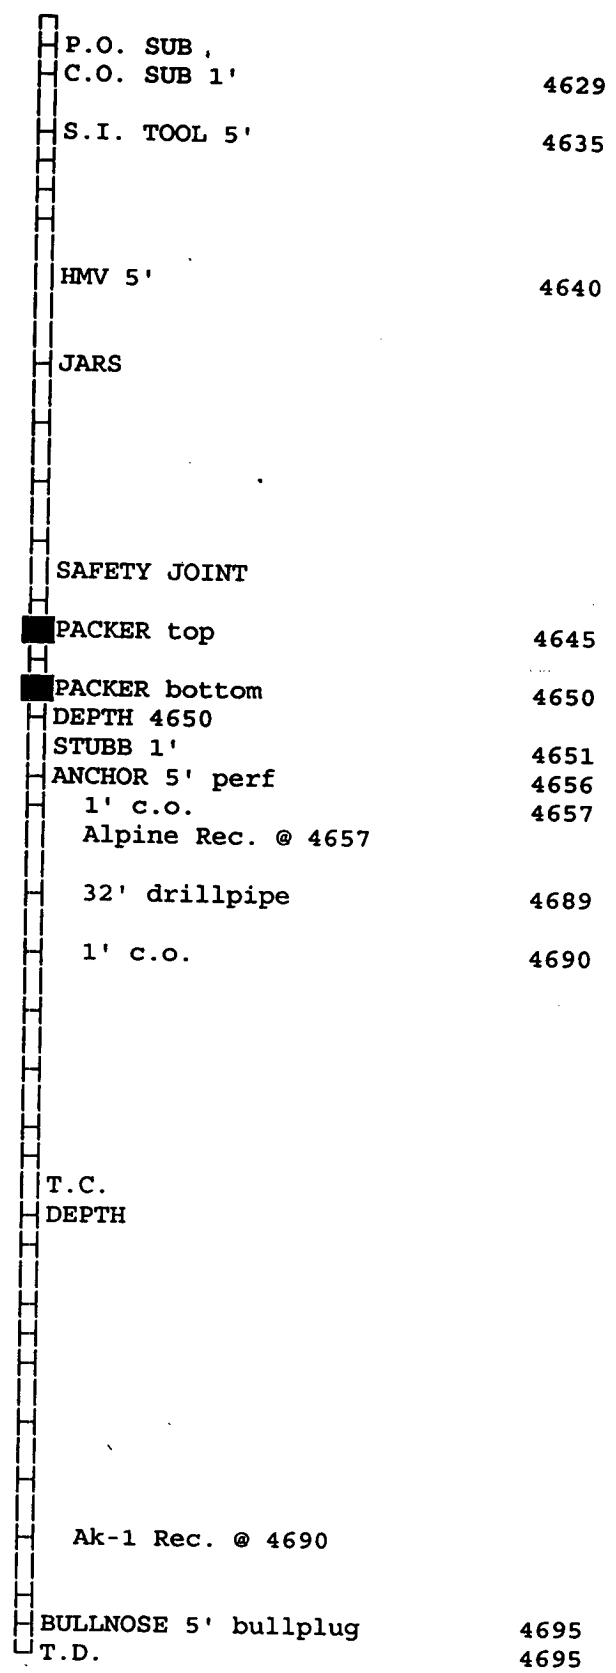 P.O. SUB
C.O. SUB 1' 4629
S.I. TOOL 5' 4635
HMV 5' 4640
JARS
SAFETY JOINT
PACKER top 4645
PACKER bottom 4650
DEPTH 4650
STUBB 1' 4651
ANCHOR 5' perf 4656
1' c.o. 4657
Alpine Rec. @ 4657
32' drillpipe 4689
1' c.o. 4690
T.C.
DEPTH
Ak-1 Rec. @ 4690
BULLNOSE 5' bullplug 4695
T.D. 4695